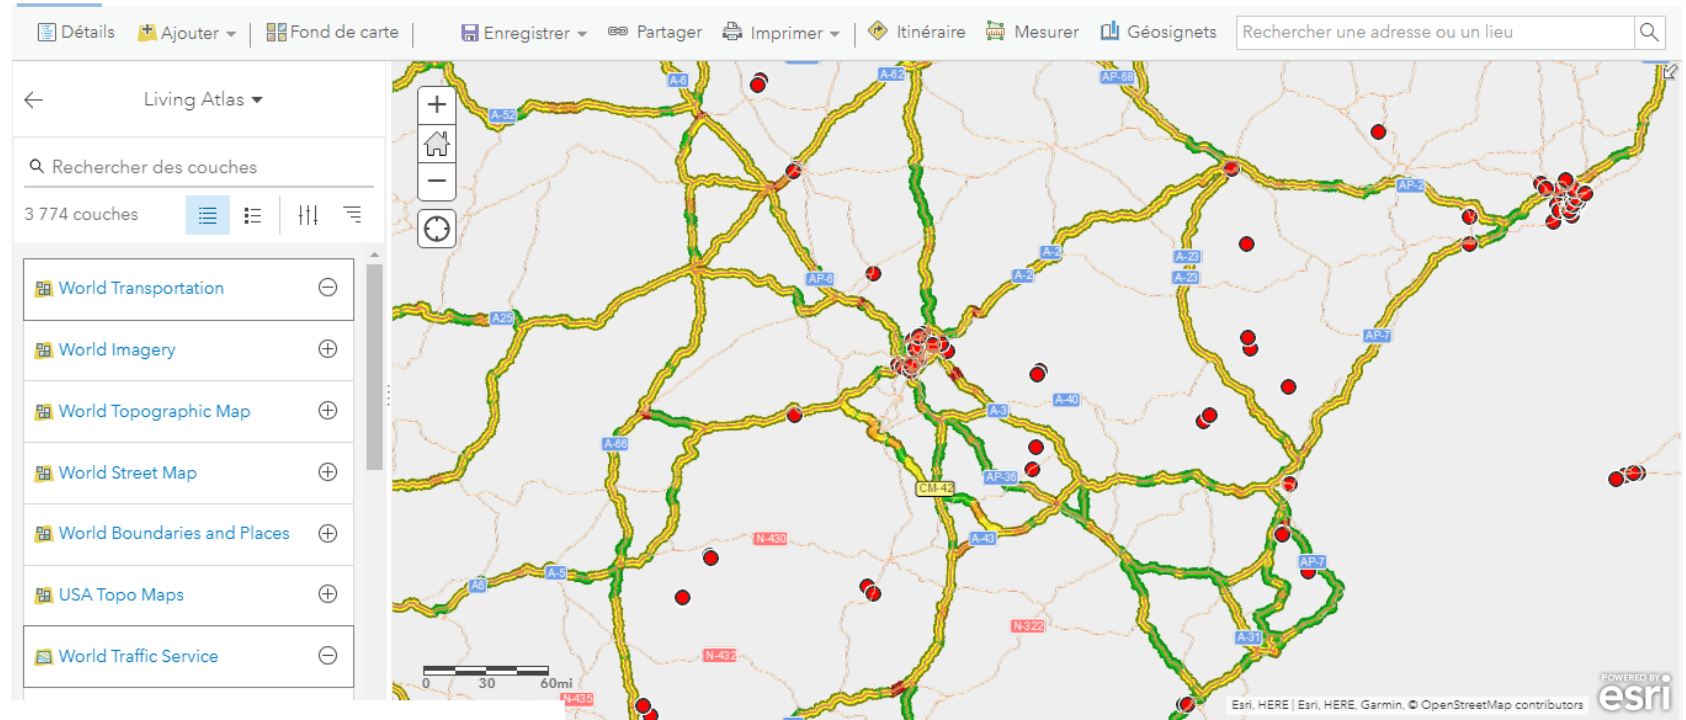 Détails
Ajouter
Fond de carte
Enregistrer
Partager
Imprimer
Itinéraire
Mesurer
Géosignets
Rechercher une adresse ou un lieu
Living Atlas
Rechercher des couches
3 774 couches
World Transportation
World Imagery
World Topographic Map
World Street Map
World Boundaries and Places
USA Topo Maps
World Traffic Service
A-6
A-62
AP-68
A-52
AP-2
A-2
A-23
A-2
A-23
AP-6
A25
AP-7
A-40
A-3
A-66
AP-36
CM-42
N-430
A-43
AP-7
A-5
A6
N-322
A-31
N-432
0 30 60mi
N-435
Esri, HERE | Esri, HERE, Garmin, © OpenStreetMap contributors
POWERED BY
esri